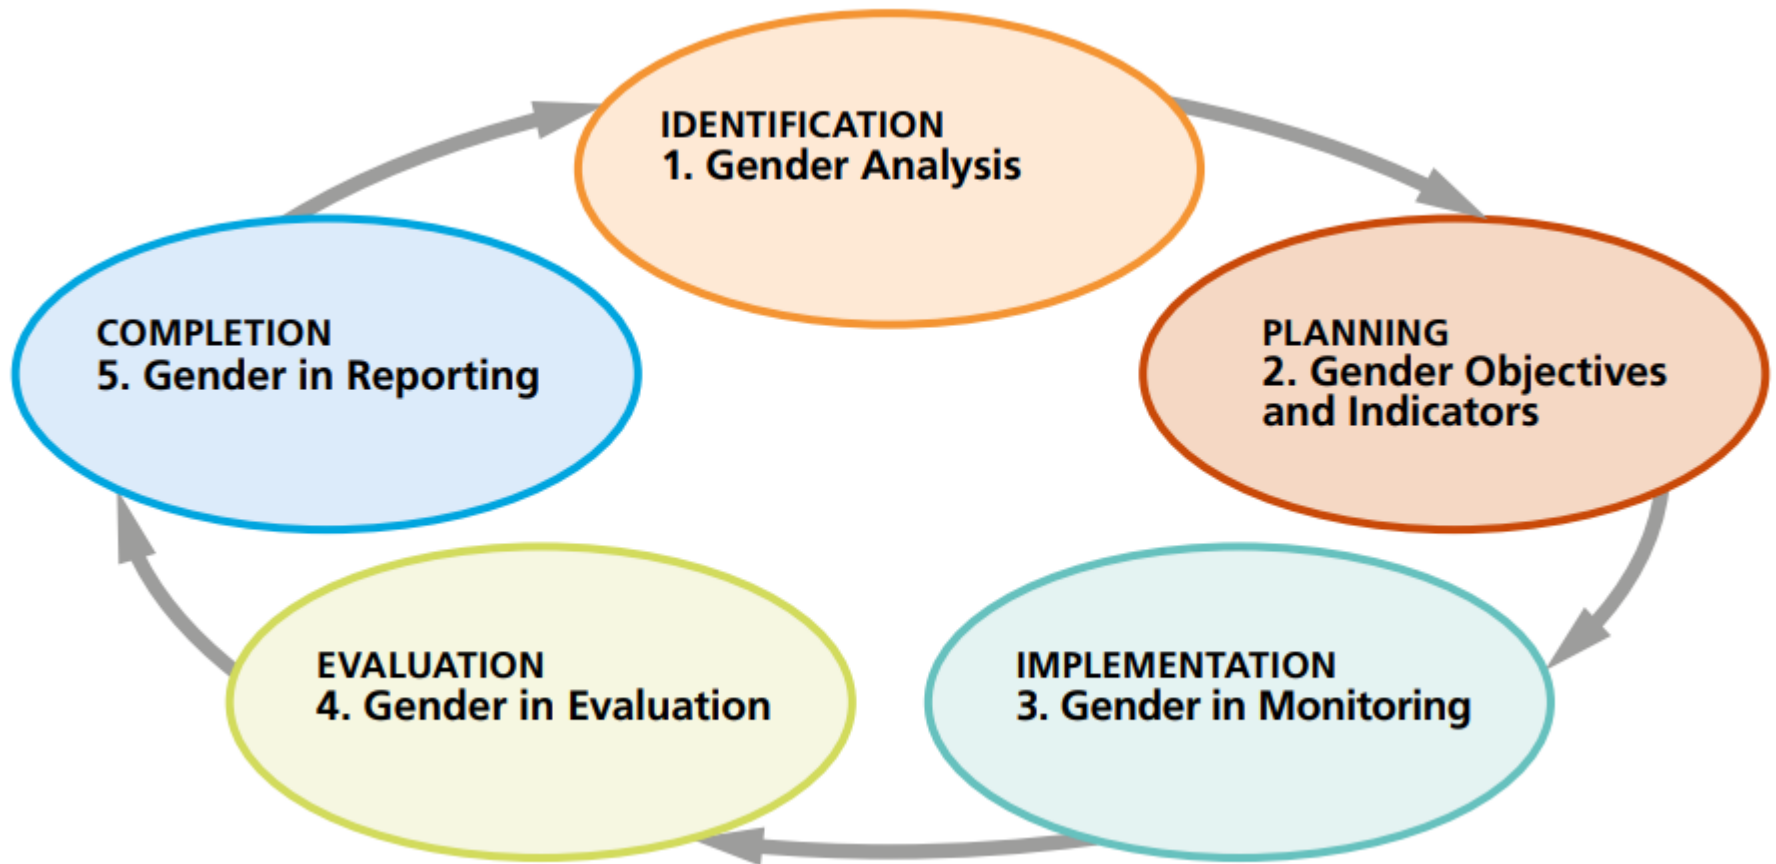 IDENTIFICATION
1. Gender Analysis
PLANNING
2. Gender Objectives
and Indicators
IMPLEMENTATION
3. Gender in Monitoring
EVALUATION
4. Gender in Evaluation
COMPLETION
5. Gender in Reporting